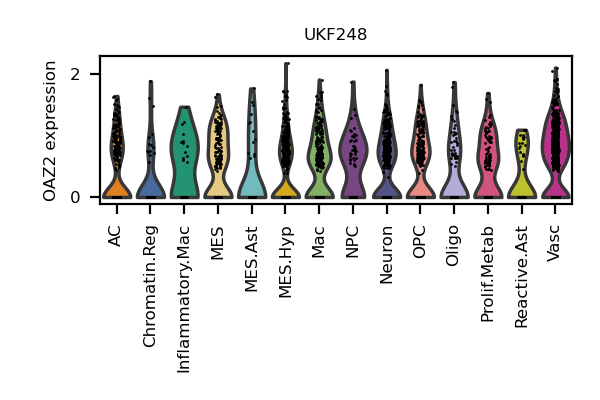 UKF248
OAZ2 expression
2
0
AC
Chromatin.Reg
Inflammatory.Mac
MES
MES.Ast
MES.Hyp
Mac
NPC
Neuron
OPC
Oligo
Prolif.Metab
Reactive.Ast
Vasc